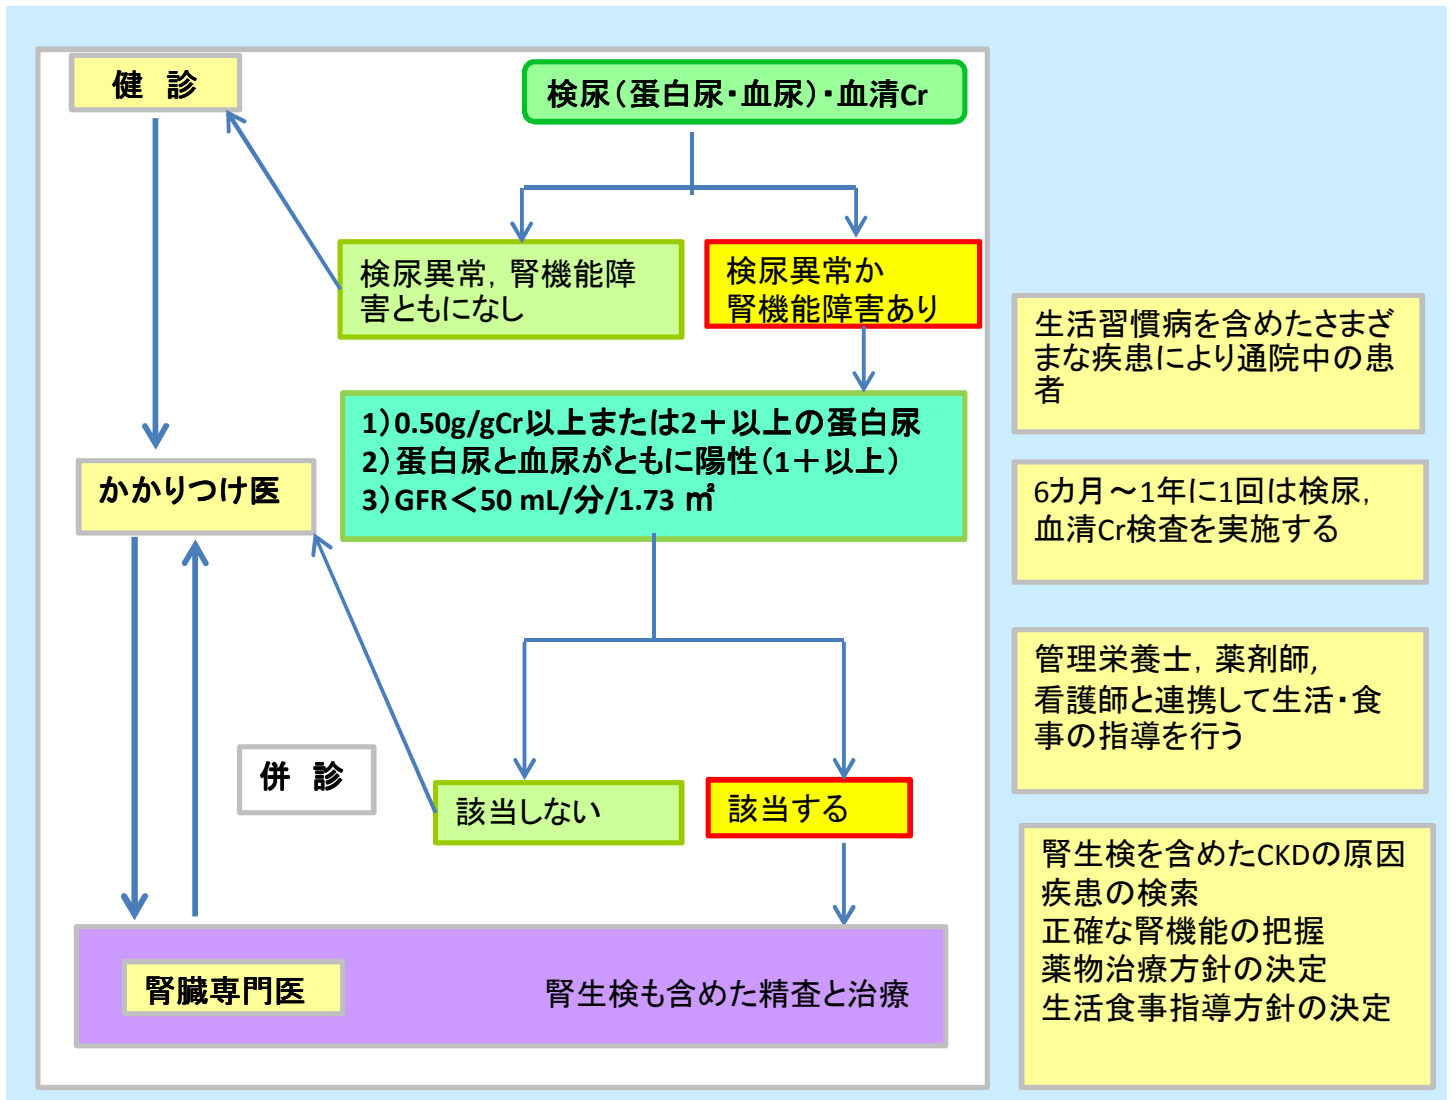 健 診
検尿(蛋白尿・血尿)・血清Cr
検尿異常，腎機能障
害ともになし
検尿異常か
腎機能障害あり
1)0.50g/gCr以上または2＋以上の蛋白尿
2)蛋白尿と血尿がともに陽性(1＋以上)
3)GFR＜50 mL/分/1.73 ㎡
かかりつけ医
併 診
該当しない
該当する
腎臓専門医
腎生検も含めた精査と治療
生活習慣病を含めたさまざ
まな疾患により通院中の患
者
6カ月～1年に1回は検尿，
血清Cr検査を実施する
管理栄養士，薬剤師，
看護師と連携して生活・食
事の指導を行う
腎生検を含めたCKDの原因
疾患の検索
正確な腎機能の把握
薬物治療方針の決定
生活食事指導方針の決定